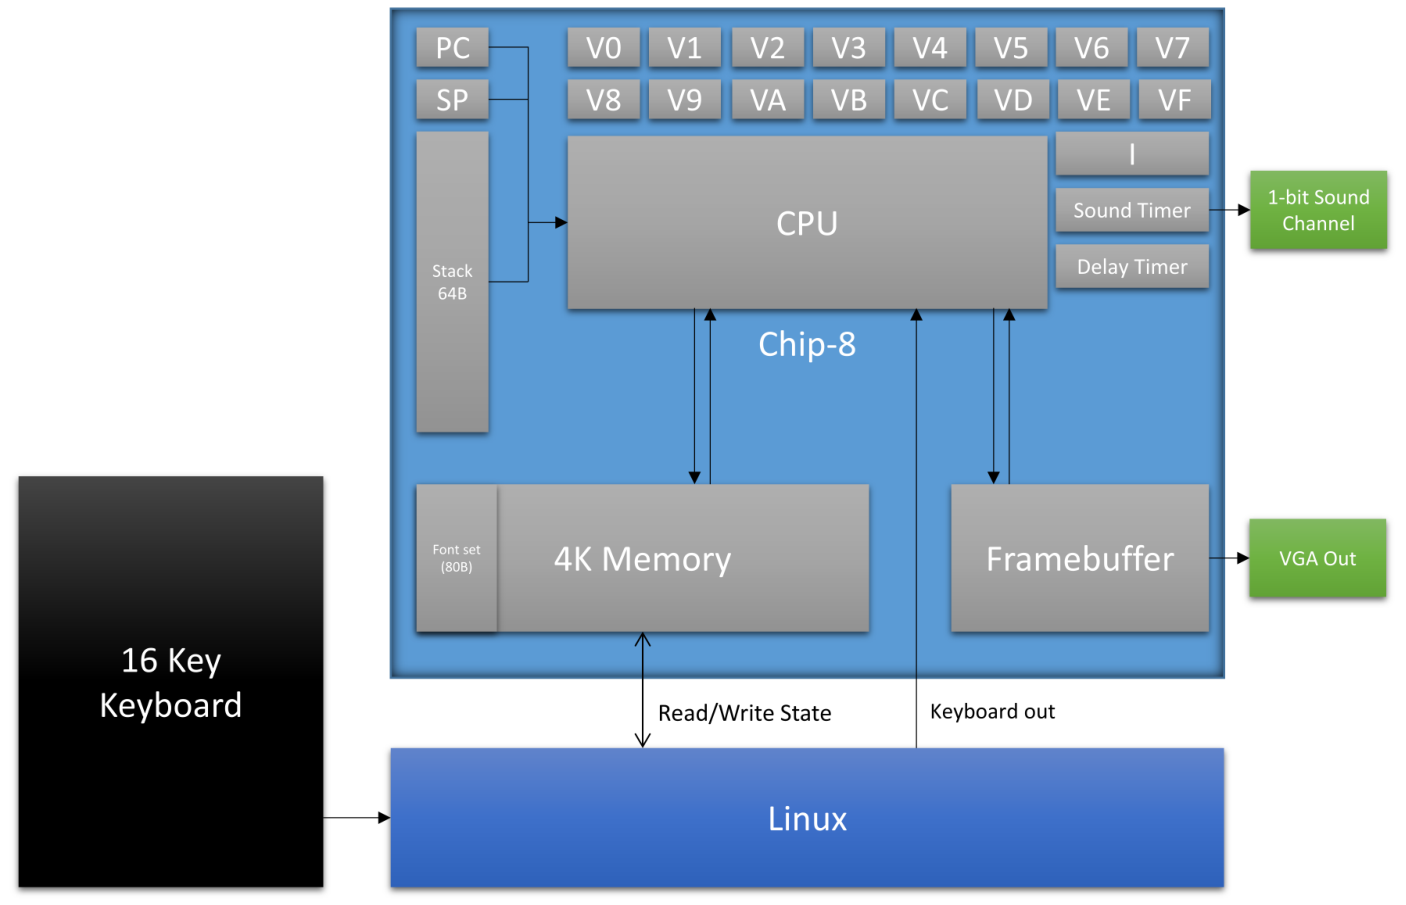 PC
V0
V1
V2
V3
V4
V5
V6
V7
SP
V8
V9
VA
VB
VC
VD
VE
VF
Stack
64B
CPU
I
Sound Timer
Delay Timer
1-bit Sound
Channel
Chip-8
Font set
(80B)
4K Memory
Framebuffer
VGA Out
16 Key
Keyboard
Read/Write State
Keyboard out
Linux